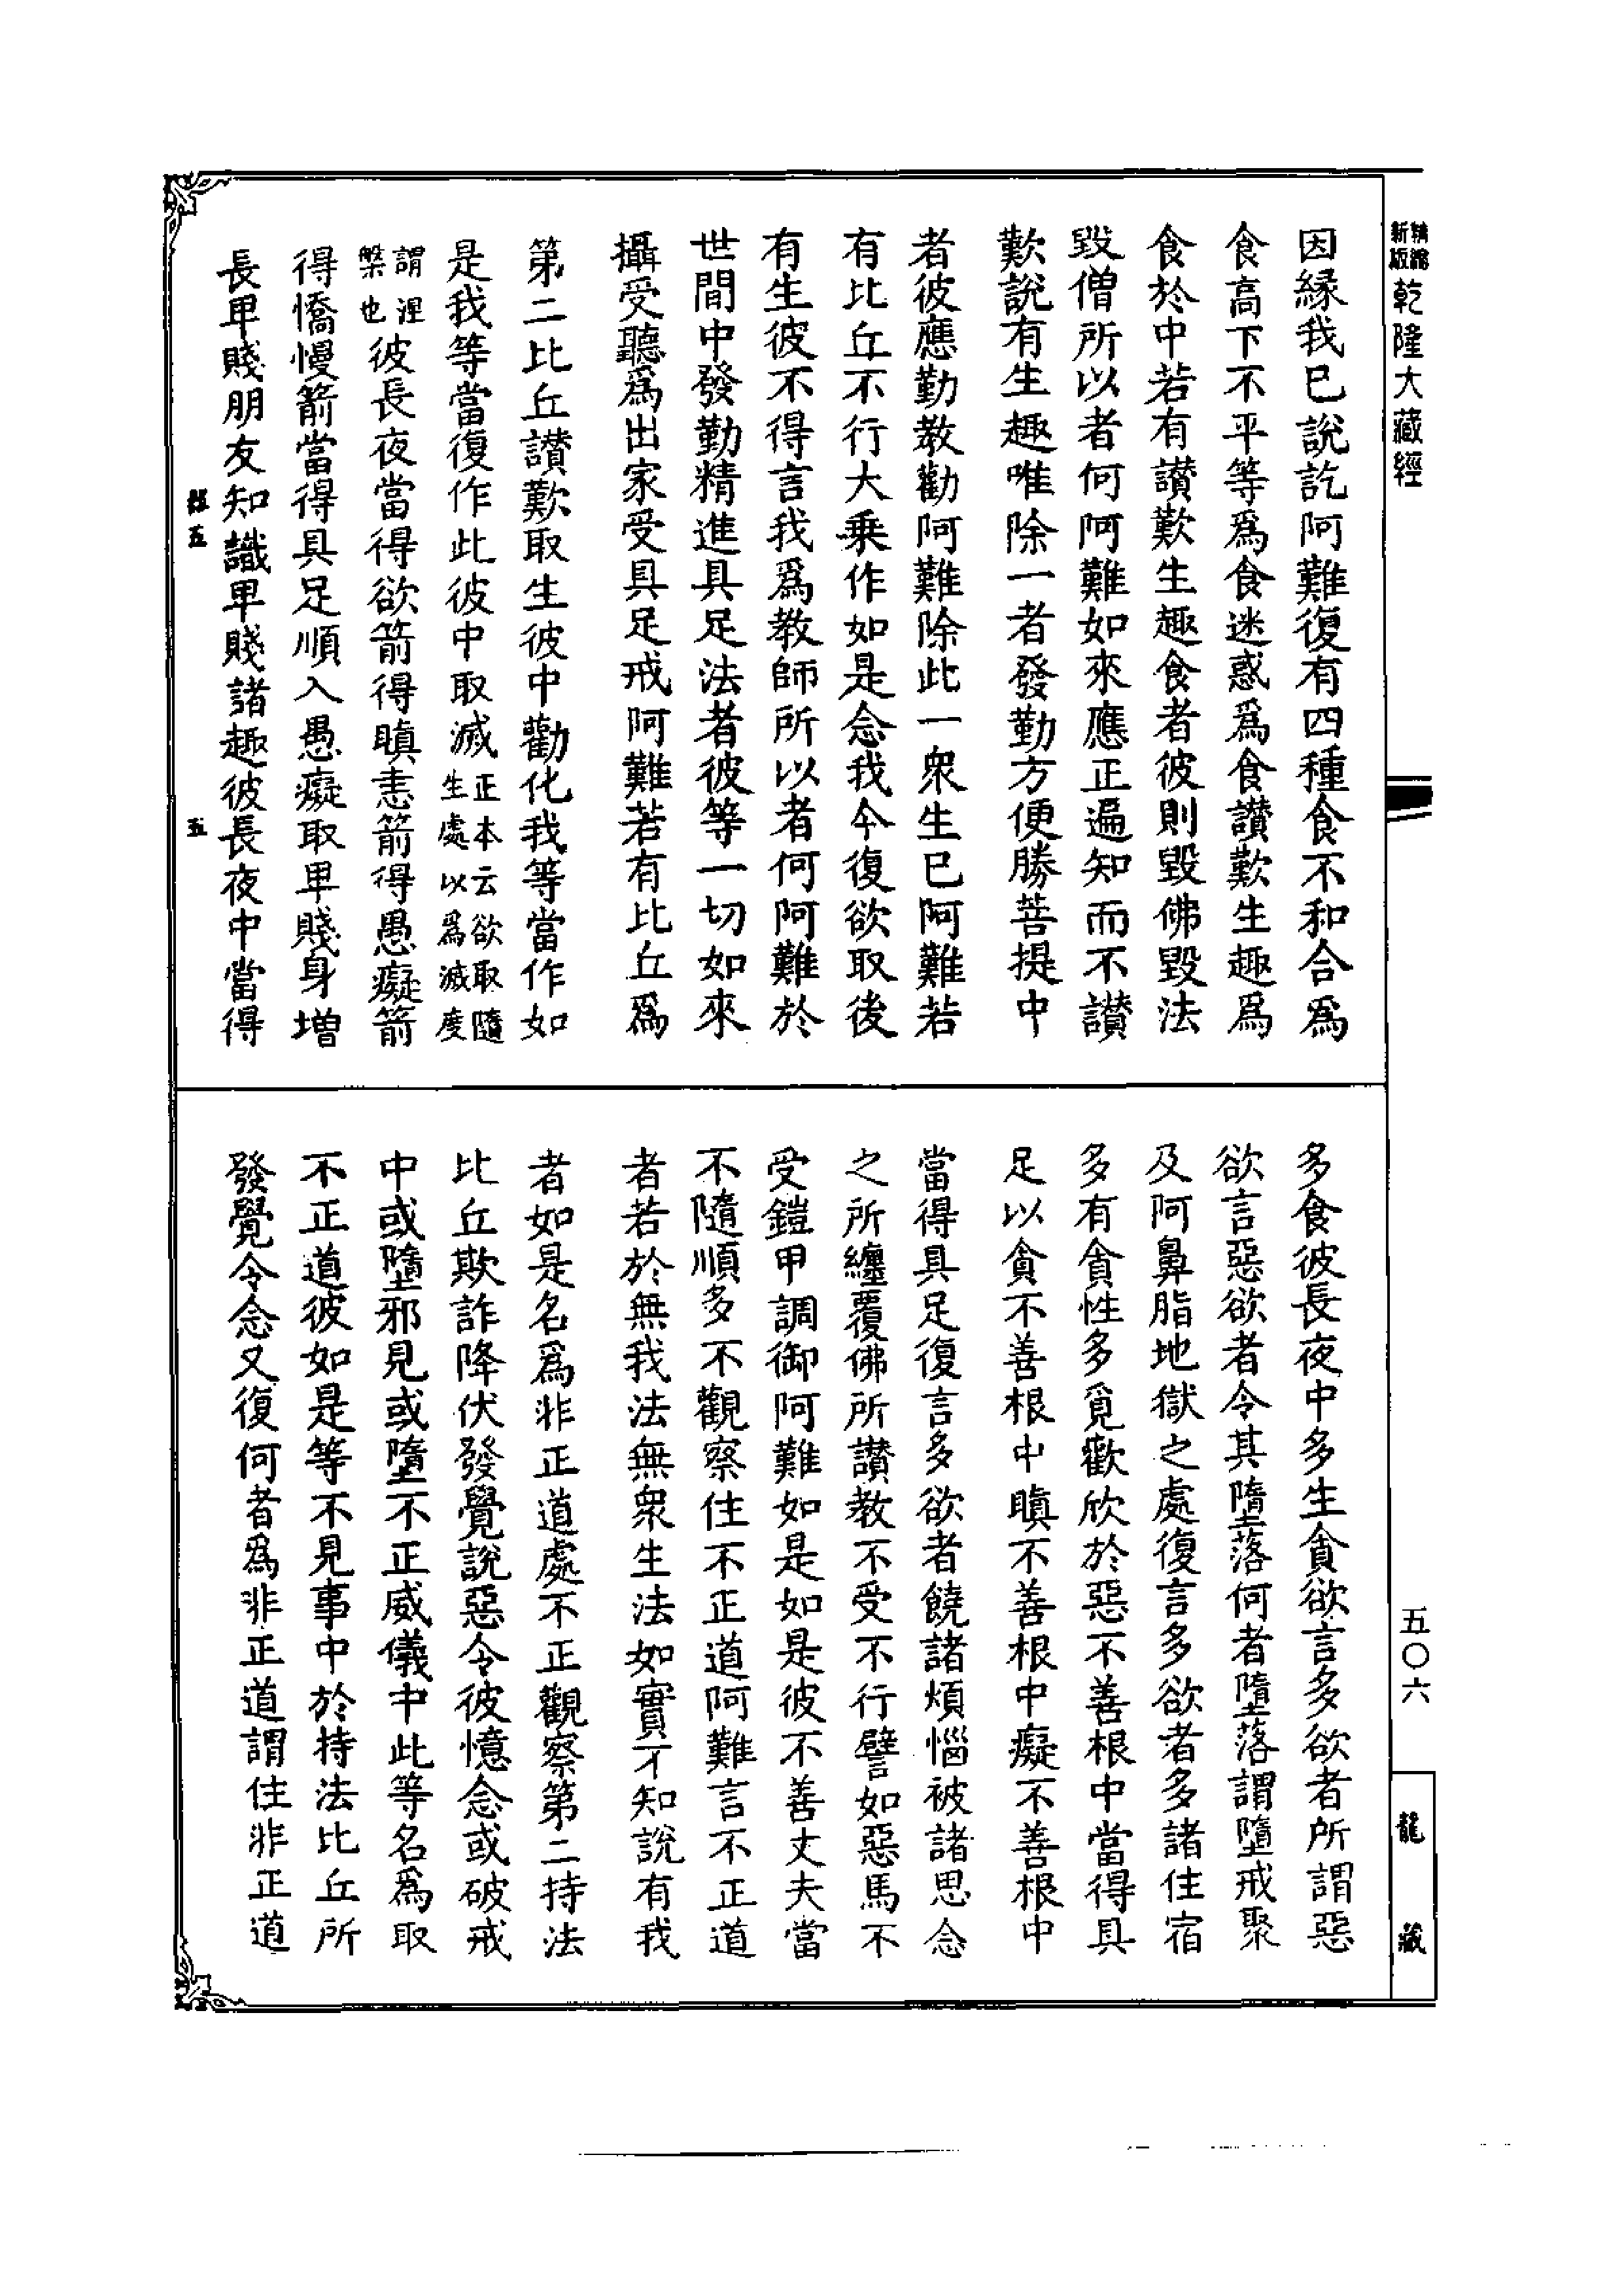 新版
精縮
乾隆大藏經
五〇六
龍藏
因緣我已說訖阿難復有四種食不和合爲
食高下不平等爲食迷惑爲食讃歎生趣爲
食於中若有讃歎生趣食者彼則毀佛毀法
毀僧所以者何阿難如來應正遍知而不讃
歎說有生趣唯除一者發勤方便勝菩提中
者彼應勤教勸阿難除此一衆生已阿難若
有比丘不行大乗作如是念我今復欲取後
有生彼不得言我爲教師所以者何阿難於
世間中發勤精進具足法者彼等一切如來
攝受聽爲出家受具足戒阿難若有比丘爲
第二比丘讃歎取生彼中勸化我等當作如
是我等當復作此彼中取滅正本云欲取隨
生處以爲滅度
謂涅
槃也彼長夜當得欲箭得瞋恚箭得愚癡箭
得憍慢箭當得具足順入愚癡取卑賤身增
長卑賤朋友知識卑賤諸趣彼長夜中當得
五
五
多食彼長夜中多生貪欲言多欲者所謂惡
欲言惡欲者令其墮落何者墮落謂墮戒聚
及阿鼻脂地獄之處復言多欲者多諸住宿
多有貪性多覓歡欣於惡不善根中當得具
足以貪不善根中瞋不善根中癡不善根中
當得具足復言多欲者饒諸煩惱被諸思念
之所纏覆佛所讃教不受不行譬如惡馬不
受鎧甲調御阿難如是如是彼不善丈夫當
不隨順多不觀察住不正道阿難言不正道
者若於無我法無衆生法如實不知說有我
者如是名爲非正道處不正觀察第二持法
比丘欺詐降伏發覺說惡令彼憶念或破戒
中或墮邪見或墮不正威儀中此等名爲取
不正道彼如是等不見事中於持法比丘所
發覺令念又復何者爲非正道謂住非正道